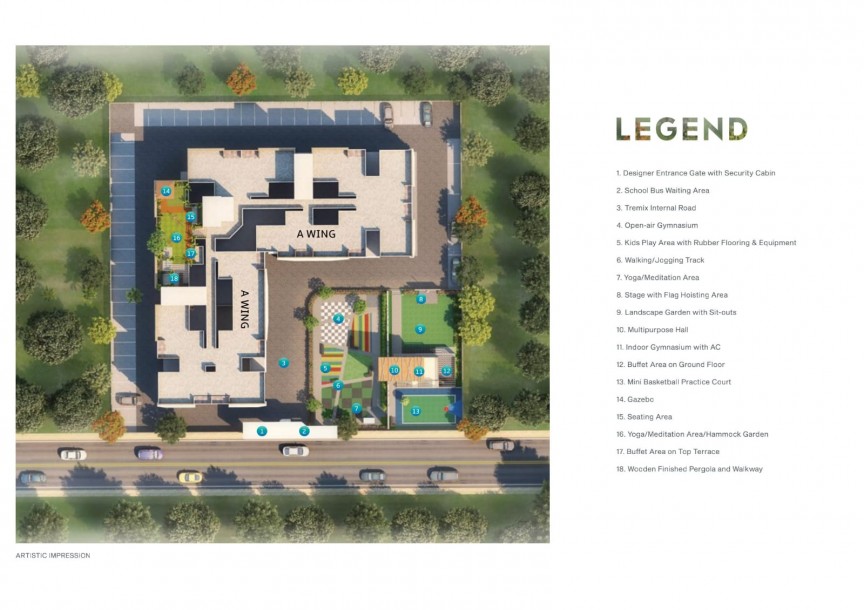 LEGEND
1. Designer Entrance Gate with Security Cabin
2. School Bus Waiting Area
3. Tremix Internal Road
4. Open-air Gymnasium
5. Kids Play Area with Rubber Flooring & Equipment
6. Walking/Jogging Track
7. Yoga/Meditation Area
8. Stage with Flag Hoisting Area
9. Landscape Garden with Sit-outs
10. Multipurpose Hall
11. Indoor Gymnasium with AC
12. Buffet Area on Ground Floor
13. Mini Basketball Practice Court
14. Gazebo
15. Seating Area
16. Yoga/Meditation Area/Hammock Garden
17. Buffet Area on Top Terrace
18. Wooden Finished Pergola and Walkway
14
15
16
17
18
A WING
A WING
8
4
9
3
5
10
11
12
6
7
13
1
2
ARTISTIC IMPRESSION